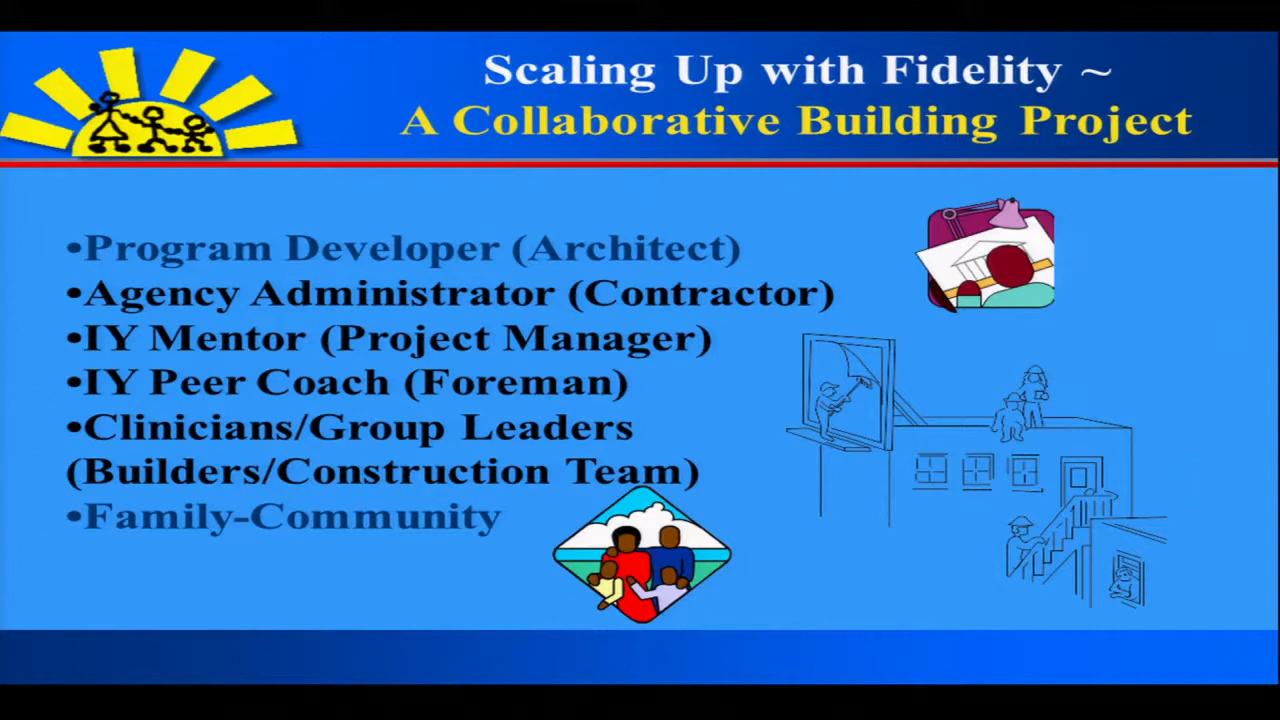 Scaling Up with Fidelity ~
A Collaborative Building Project
•Program Developer (Architect)
•Agency Administrator (Contractor)
•IY Mentor (Project Manager)
•IY Peer Coach (Foreman)
•Clinicians/Group Leaders
(Builders/Construction Team)
•Family-Community